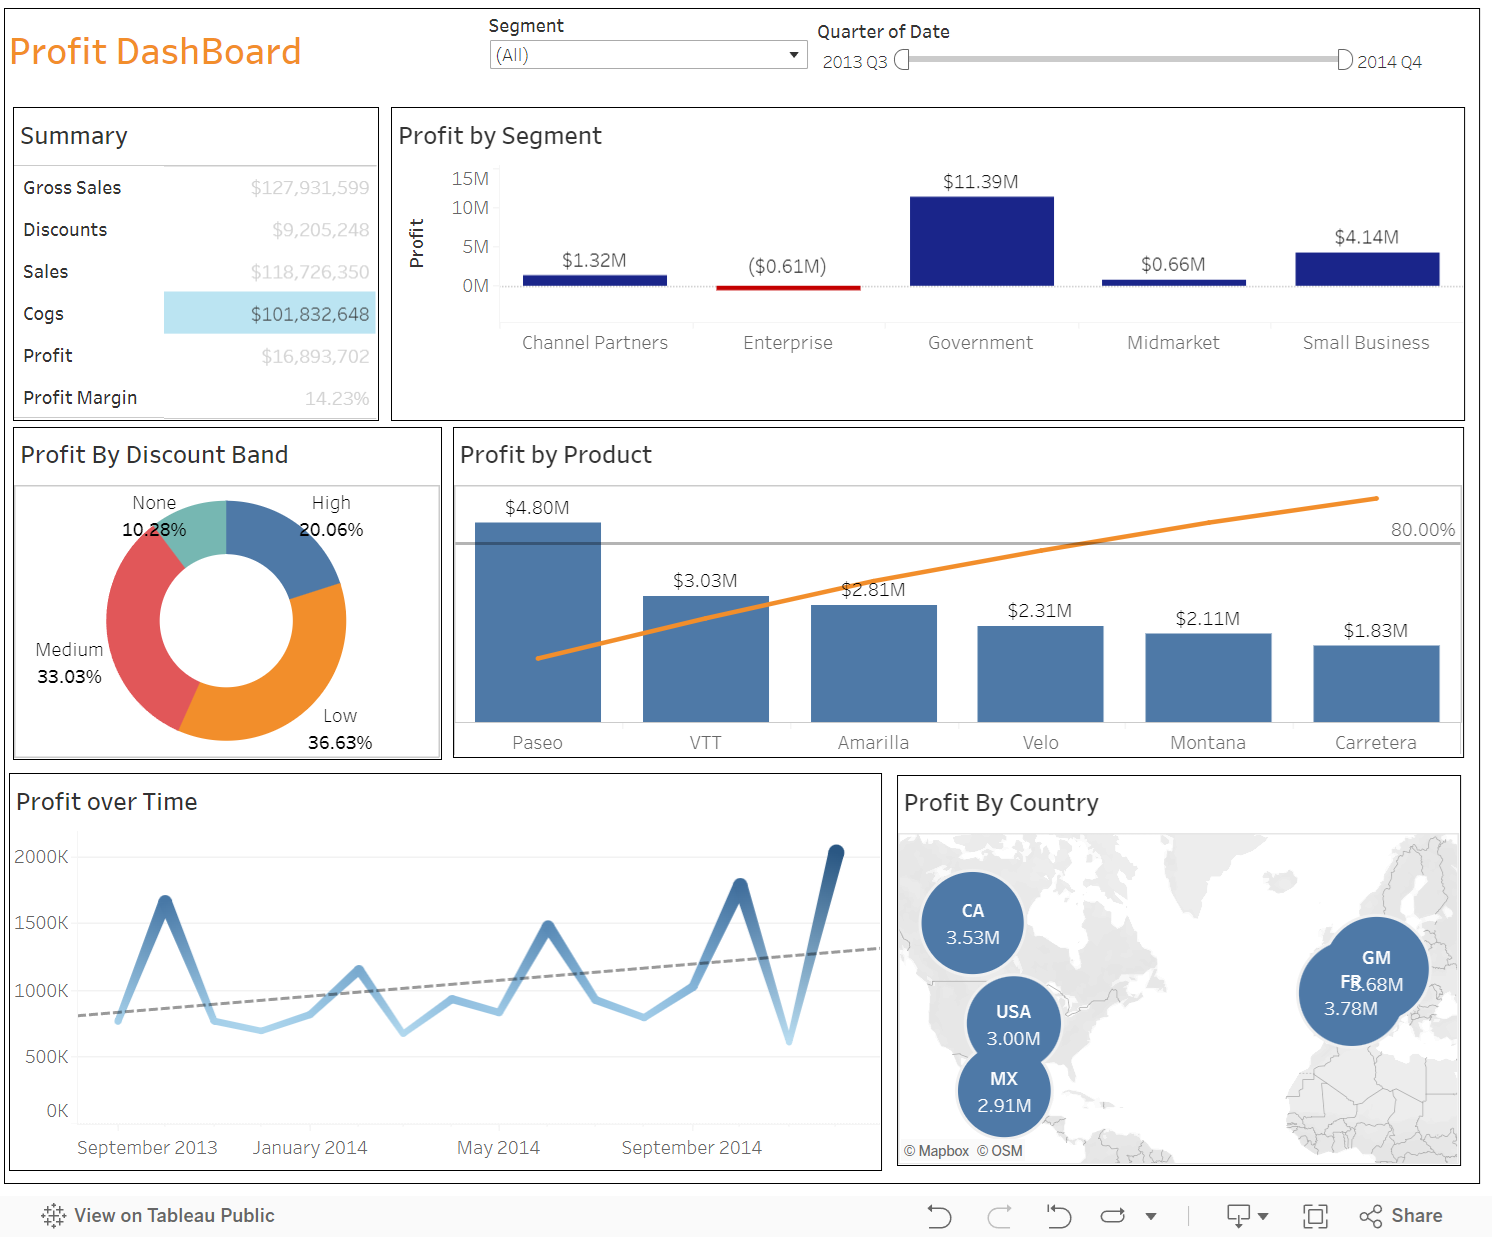 Profit DashBoard
Segment
(All)
Quarter of Date
2013 Q3
2014 Q4
Summary
Gross Sales $127,931,599
Discounts $9,205,248
Sales $118,726,350
Cogs $101,832,648
Profit $16,893,702
Profit Margin 14.23%
Profit by Segment
Profit
15M
10M
5M
0M
$1.32M
($0.61M)
$11.39M
$0.66M
$4.14M
Channel Partners
Enterprise
Government
Midmarket
Small Business
Profit By Discount Band
None
10.28%
High
20.06%
Medium
33.03%
Low
36.63%
Profit by Product
$4.80M
$3.03M
$2.81M
$2.31M
$2.11M
$1.83M
80.00%
Paseo
VTT
Amarilla
Velo
Montana
Carretera
Profit over Time
2000K
1500K
1000K
500K
0K
September 2013
January 2014
May 2014
September 2014
Profit By Country
CA
3.53M
USA
3.00M
MX
2.91M
GM
3.68M
FR
3.78M
© Mapbox © OSM
View on Tableau Public
Share